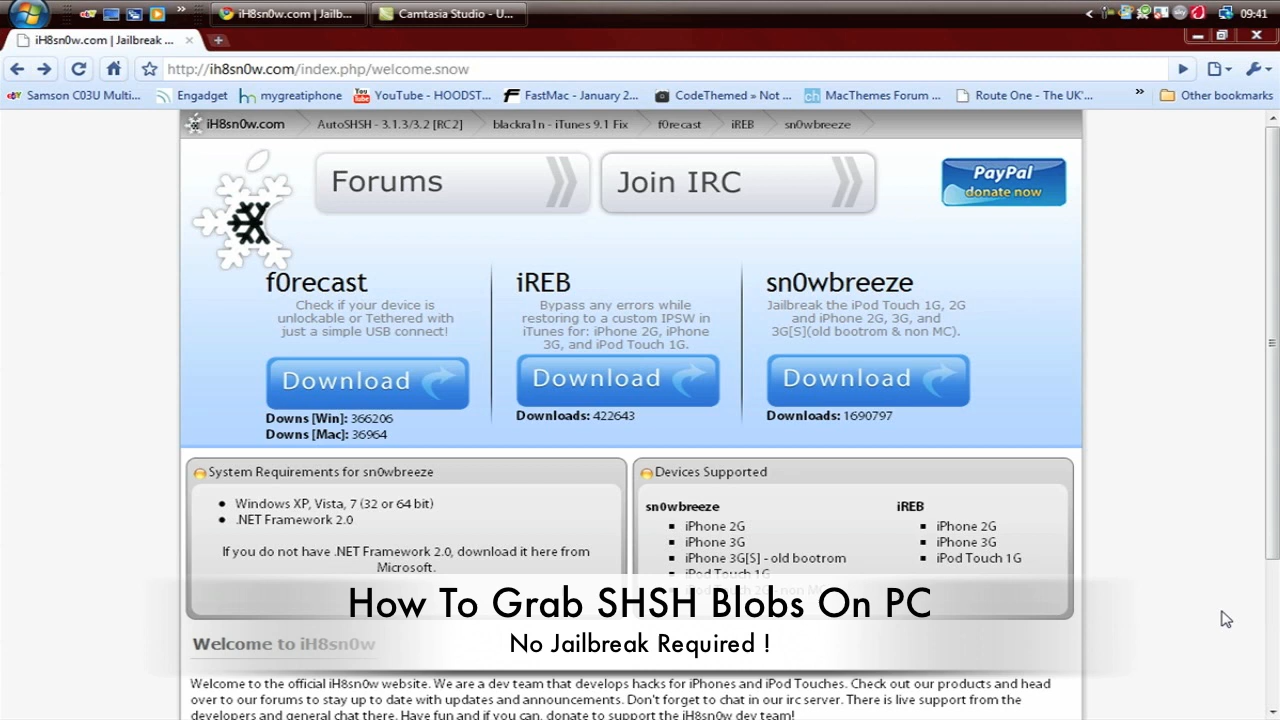 iH8sn0w.com | Jailb...
Camtasia Studio - U...
09:41
iH8sn0w.com | Jailbreak ...
http://ih8sn0w.com/index.php/welcome.snow
Samson C03U Multi...
Engadget
mygreatiphone
YouTube - HOODST...
FastMac - January 2...
CodeThemed » Not ...
MacThemes Forum ...
Route One - The UK'...
Other bookmarks
iH8sn0w.com
AutoSHSH - 3.1.3/3.2 [RC2]
blackra1n - iTunes 9.1 Fix
f0recast
iREB
sn0wbreeze
Forums
Join IRC
PayPal
donate now
f0recast
Check if your device is
unlockable or Tethered with
just a simple USB connect!
Download
Downs [Win]: 366206
Downs [Mac]: 36964
iREB
Bypass any errors while
restoring to a custom IPSW in
iTunes for: iPhone 2G, iPhone
3G, and iPod Touch 1G.
Download
Downloads: 422643
sn0wbreeze
Jailbreak the iPod Touch 1G, 2G
and iPhone 2G, 3G, and
3G[S](old bootrom & non MC).
Download
Downloads: 1690797
System Requirements for sn0wbreeze
Windows XP, Vista, 7 (32 or 64 bit)
.NET Framework 2.0
If you do not have .NET Framework 2.0, download it here from
Microsoft.
Devices Supported
sn0wbreeze
iPhone 2G
iPhone 3G
iPhone 3G[S] - old bootrom
iPod Touch 1G
iREB
iPhone 2G
iPhone 3G
iPod Touch 1G
How To Grab SHSH Blobs On PC
No Jailbreak Required !
Welcome to iH8sn0w
Welcome to the official iH8sn0w website. We are a dev team that develops hacks for iPhones and iPod Touches. Check out our products and head
over to our forums to stay up to date with updates and announcements. Don't forget to chat in our irc server. There is live support from the
developers and general chat there. Have fun and if you can, donate to support the iH8sn0w dev team!